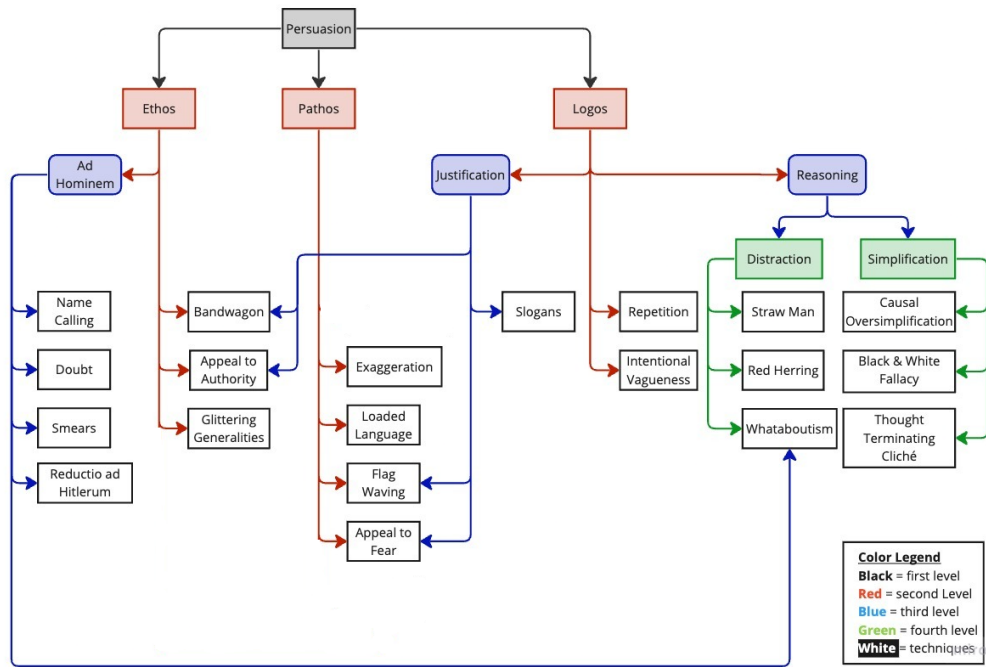 Persuasion
Ethos
Pathos
Logos
Ad
Hominem
Justification
Reasoning
Distraction
Simplification
Name
Calling
Bandwagon
Slogans
Repetition
Straw Man
Causal
Oversimplification
Doubt
Appeal to
Authority
Exaggeration
Intentional
Vagueness
Red Herring
Black & White
Fallacy
Smears
Glittering
Generalities
Loaded
Language
Whataboutism
Thought
Terminating
Cliché
Reductio ad
Hitlerum
Flag
Waving
Appeal to
Fear
Color Legend
Black = first level
Red = second Level
Blue = third level
Green = fourth level
White = techniques